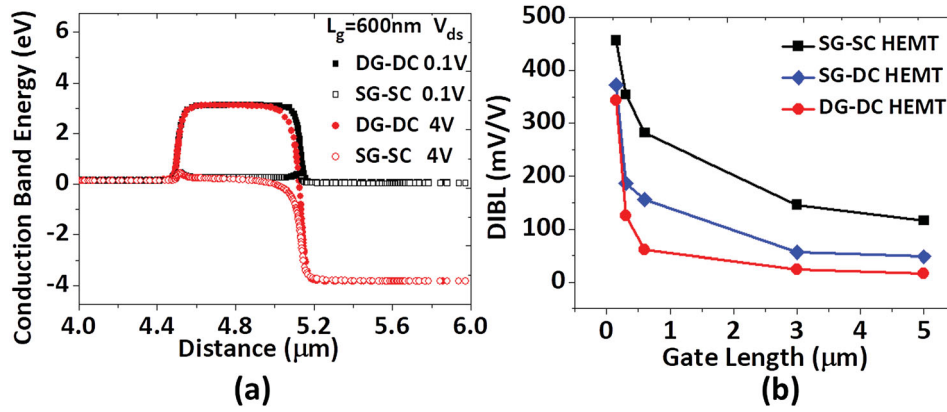 L_g=600nm V_ds
DG-DC 0.1V
SG-SC 0.1V
DG-DC 4V
SG-SC 4V
Conduction Band Energy (eV)
6
4
2
0
-2
-4
4.0 4.4 4.8 5.2 5.6 6.0
Distance (μm)
(a)
SG-SC HEMT
SG-DC HEMT
DG-DC HEMT
DIBL (mV/V)
500
400
300
200
100
0
0 1 2 3 4 5
Gate Length (μm)
(b)